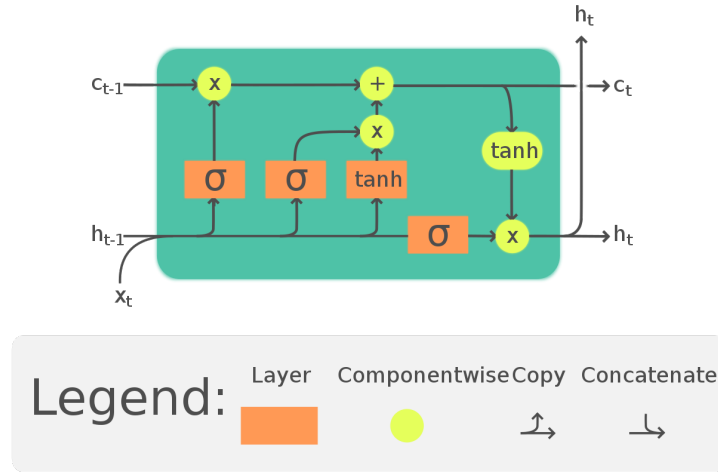 h_t
c_t-1
x
+
c_t
x
tanh
σ
σ
tanh
h_t-1
σ
x
h_t
x_t
Legend:
Layer
Componentwise
Copy
Concatenate